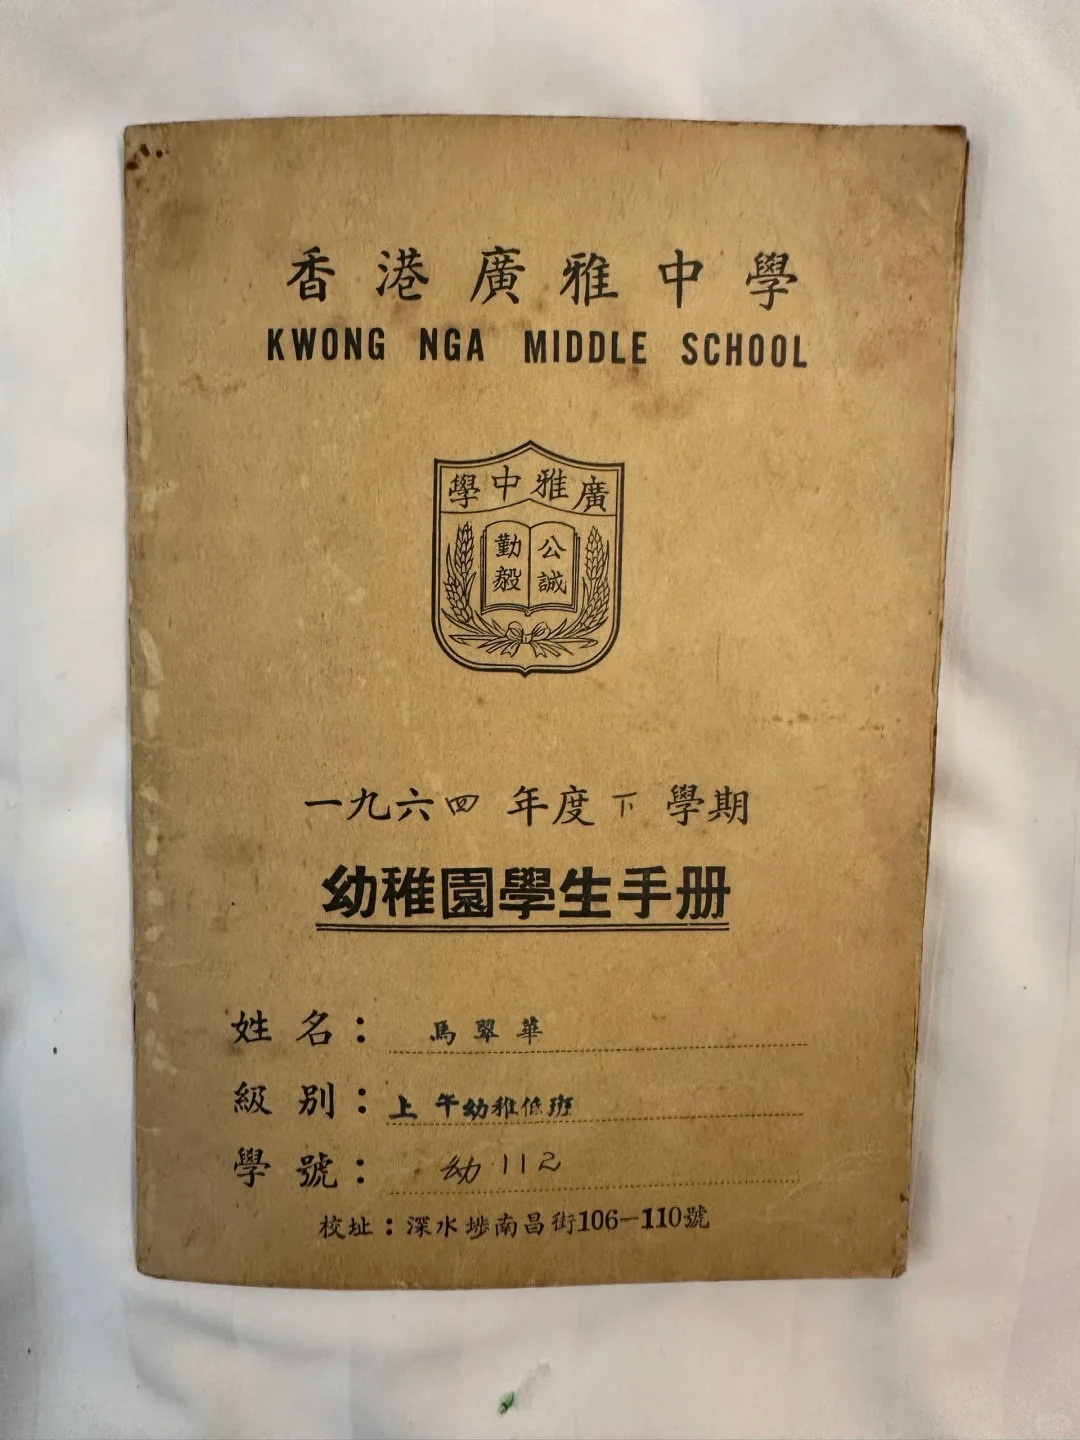 香港廣雅中學
KWONG NGA MIDDLE SCHOOL
學中雅廣
勤 公
毅 誠
一九六四年度下學期
幼稚園學生手册
姓名： 馬翠華
級別： 上午幼稚低班
學號： 幼112
校址：深水埗南昌街106—110號